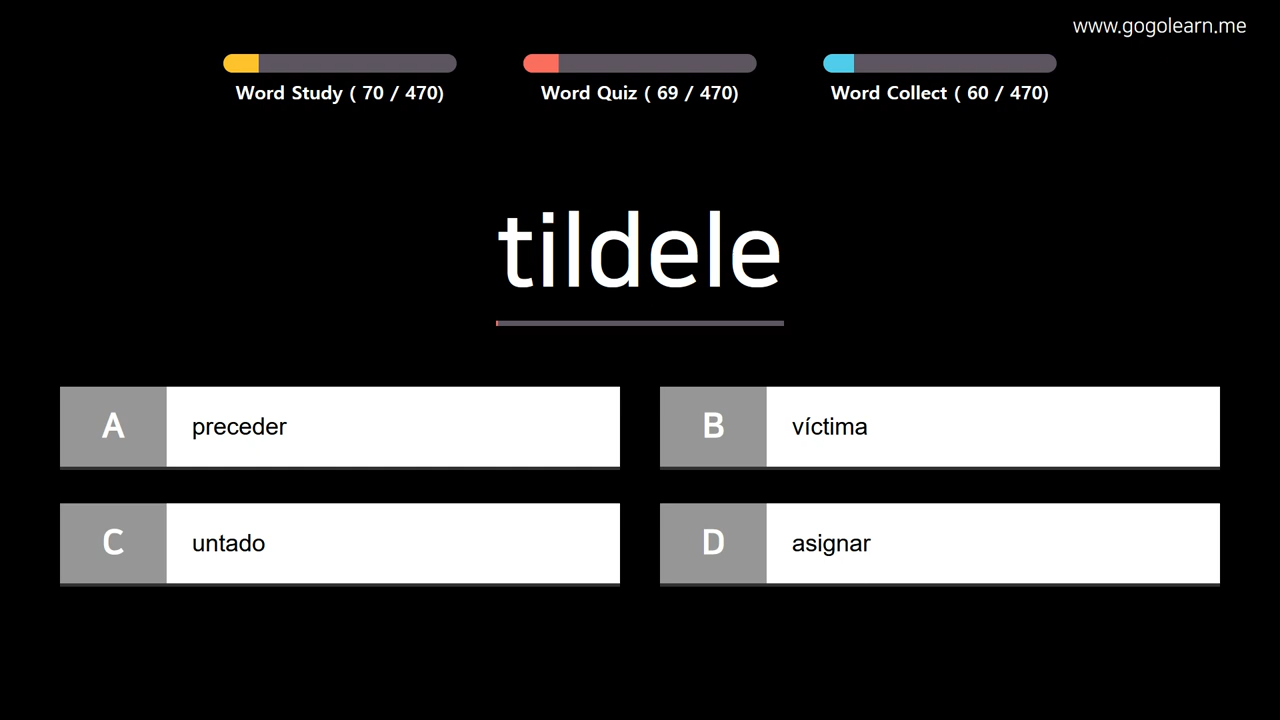 www.gogolearn.me
Word Study ( 70 / 470)
Word Quiz ( 69 / 470)
Word Collect ( 60 / 470)
tildele
A preceder
B víctima
C untado
D asignar